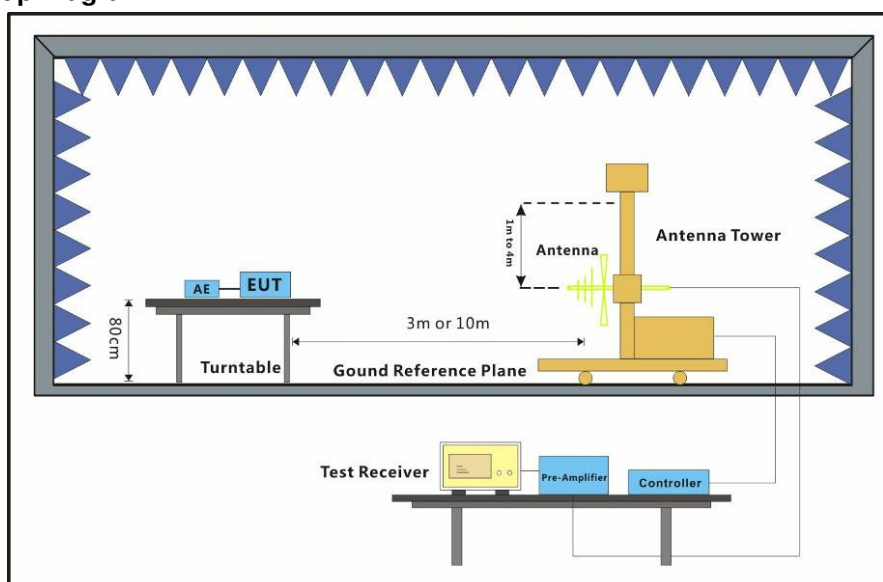 1m to 4m
Antenna
Antenna Tower
AE
EUT
80cm
3m or 10m
Turntable
Gound Reference Plane
Test Receiver
Pre-Amplifier
Controller